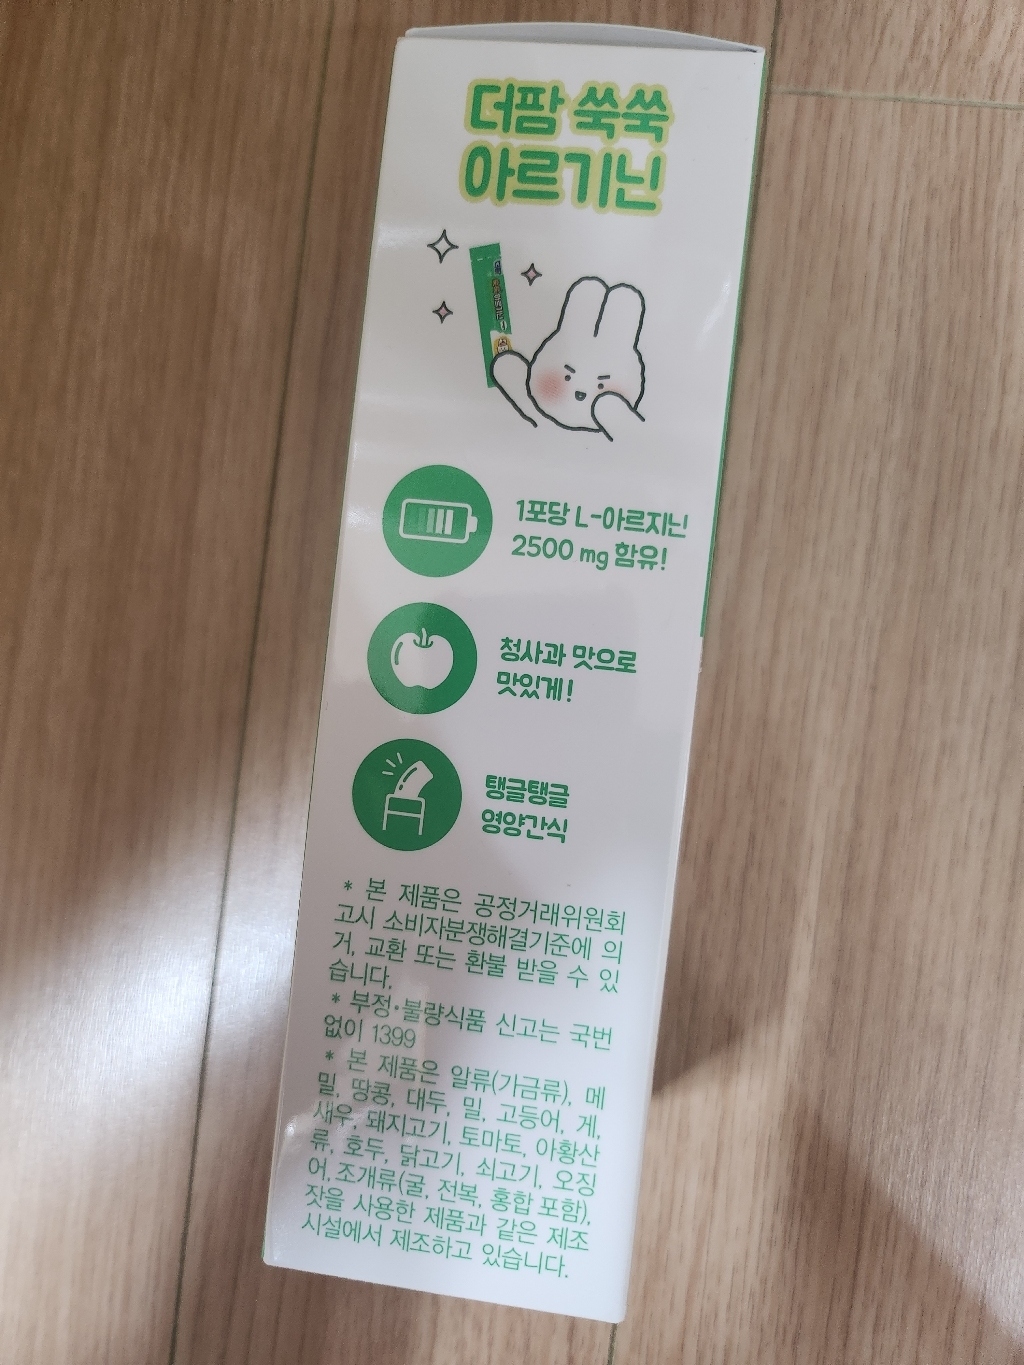 더팜 쑥쑥
아르기닌
1포당 L-아르지닌
2500 mg 함유!
청사과 맛으로
맛있게!
탱글탱글
영양간식
* 본 제품은 공정거래위원회
고시 소비자분쟁해결기준에 의
거, 교환 또는 환불 받을 수 있
습니다.
* 부정•불량식품 신고는 국번
없이 1399
* 본 제품은 알류(가금류), 메
밀, 땅콩, 대두, 밀, 고등어, 게,
새우, 돼지고기, 토마토, 아황산
류, 호두, 닭고기, 쇠고기, 오징
어, 조개류(굴, 전복, 홍합 포함),
잣을 사용한 제품과 같은 제조
시설에서 제조하고 있습니다.